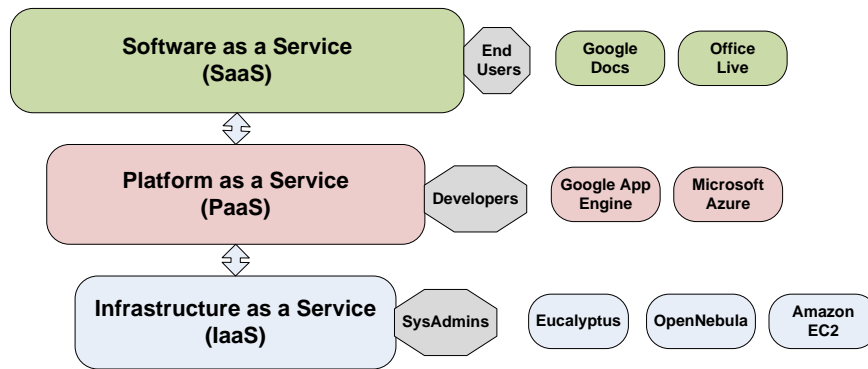 Software as a Service
(SaaS)
End
Users
Google
Docs
Office
Live
Platform as a Service
(PaaS)
Developers
Google App
Engine
Microsoft
Azure
Infrastructure as a Service
(IaaS)
SysAdmins
Eucalyptus
OpenNebula
Amazon
EC2